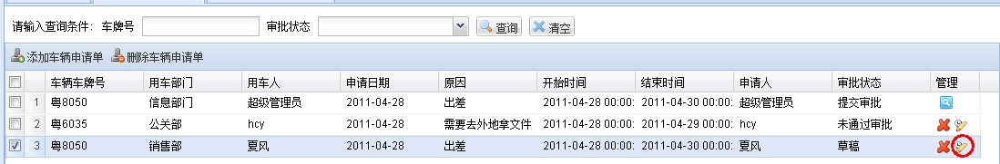 请输入查询条件: 车牌号 审批状态 查询 清空
添加车辆申请单 删除车辆申请单
车辆车牌号 用车部门 用车人 申请日期 原因 开始时间 结束时间 申请人 审批状态 管理
1 粤8050 信息部门 超级管理员 2011-04-28 出差 2011-04-28 00:00: 2011-04-30 00:00: 超级管理员 提交审批
2 粤6035 公关部 hcy 2011-04-28 需要去外地拿文件 2011-04-28 00:00: 2011-04-29 00:00: hcy 未通过审批
3 粤8050 销售部 夏风 2011-04-28 出差 2011-04-28 00:00: 2011-04-30 00:00: 夏风 草稿